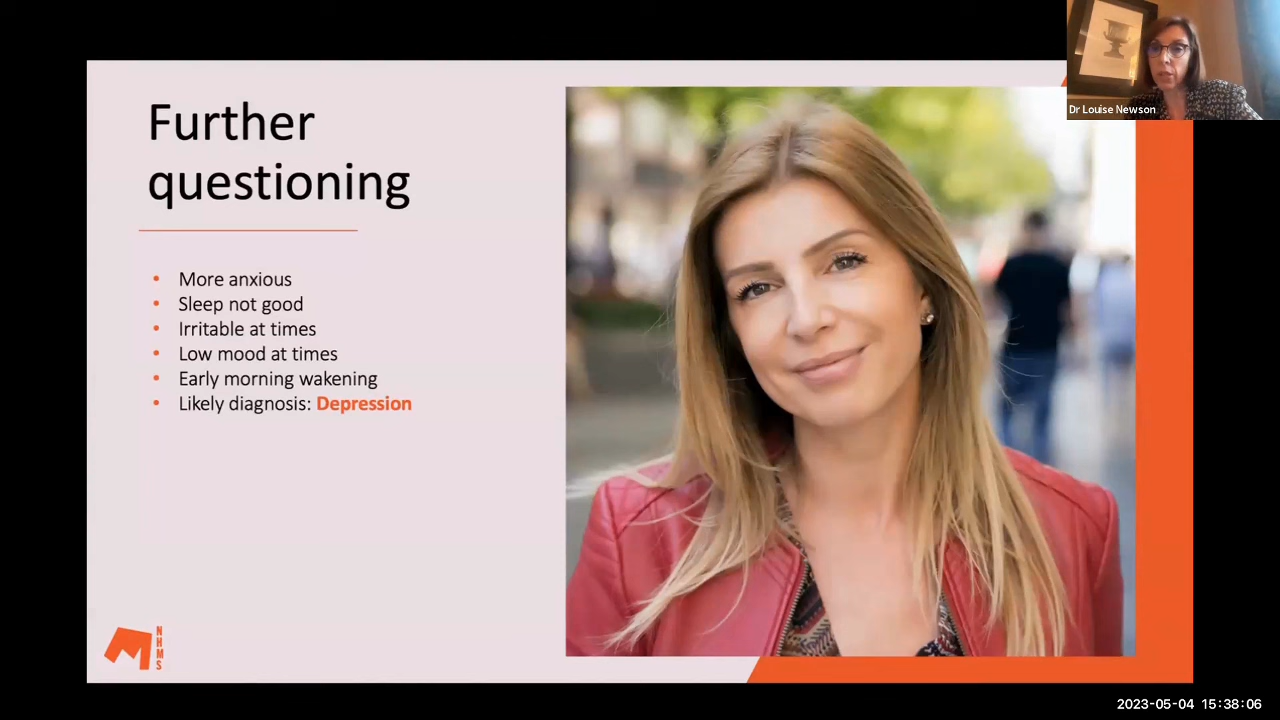 Dr Louise Newson
Further
questioning
• More anxious
• Sleep not good
• Irritable at times
• Low mood at times
• Early morning wakening
• Likely diagnosis: Depression
N
H
M
S
2023-05-04 15:38:06